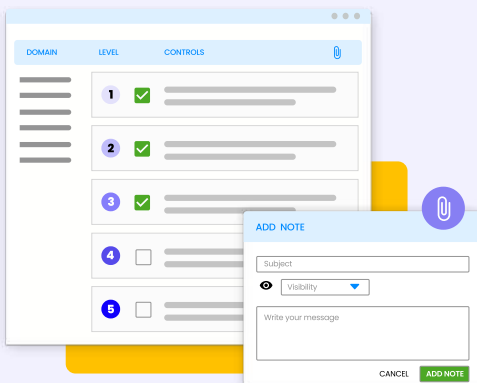 DOMAIN LEVEL CONTROLS
1
2
3
4
5
ADD NOTE
Subject
Visibility
Write your message
CANCEL ADD NOTE